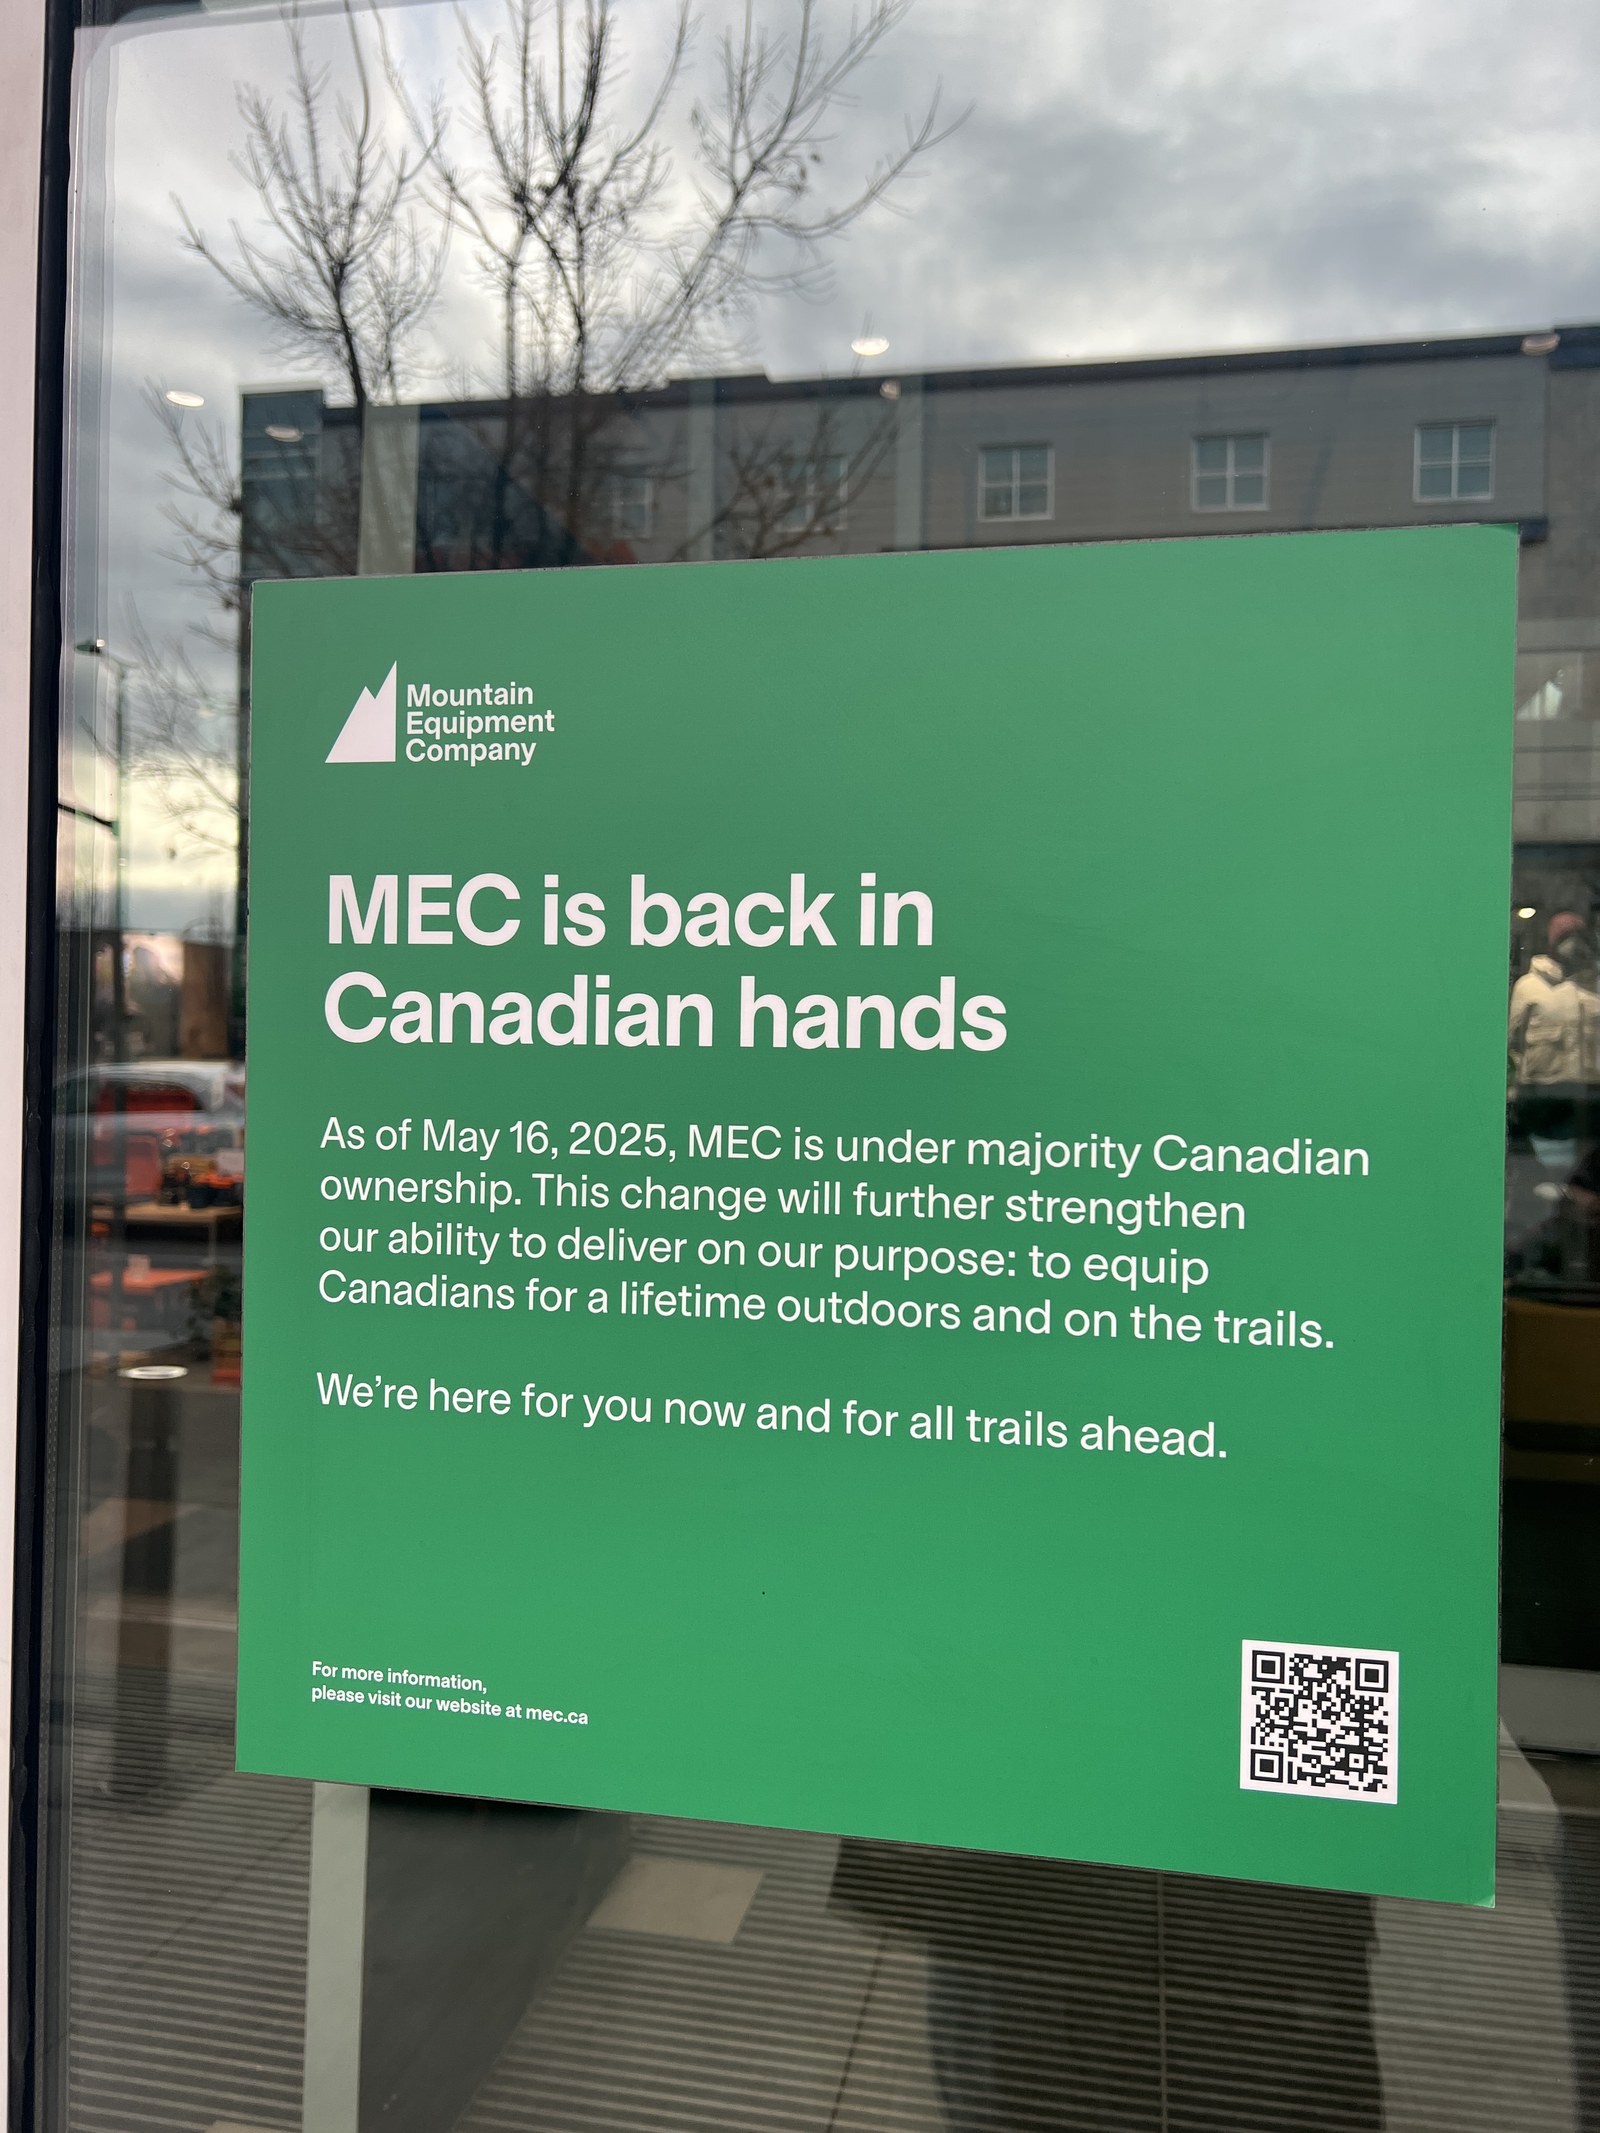 Mountain
Equipment
Company
MEC is back in
Canadian hands
As of May 16, 2025, MEC is under majority Canadian
ownership. This change will further strengthen
our ability to deliver on our purpose: to equip
Canadians for a lifetime outdoors and on the trails.
We’re here for you now and for all trails ahead.
For more information,
please visit our website at mec.ca